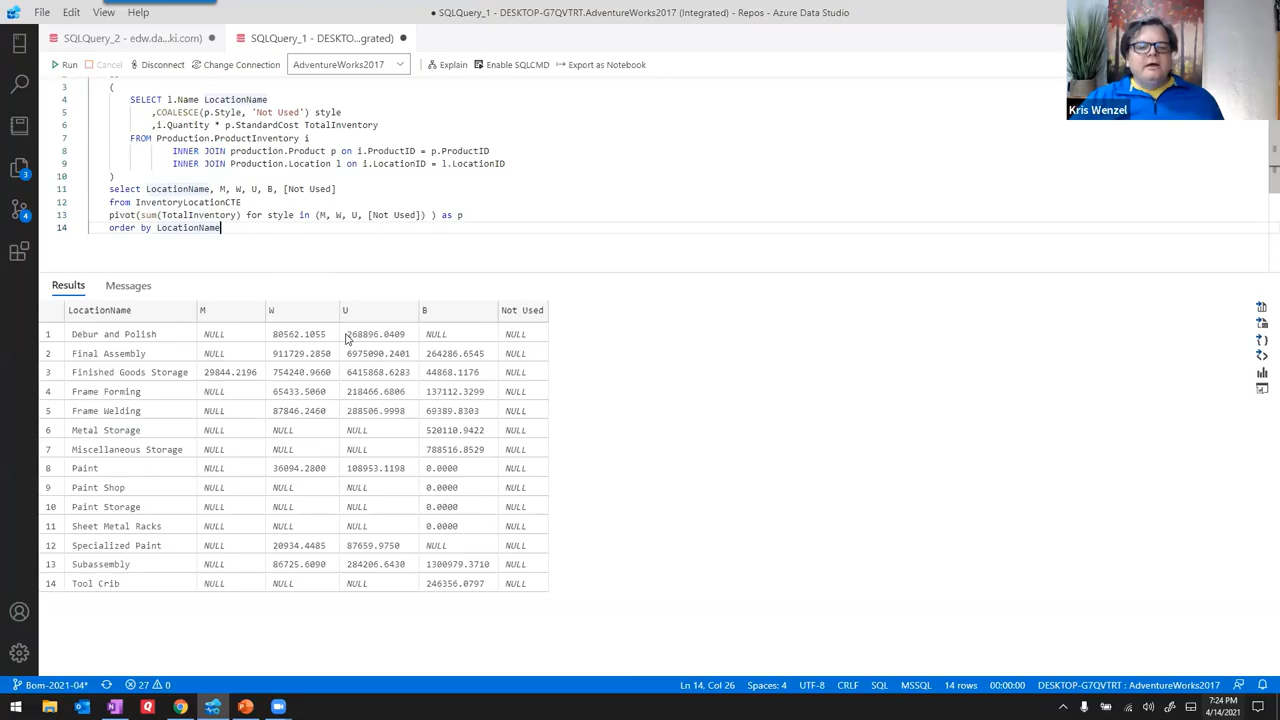 File Edit View
● SQLQuery_1 - DESKTOP-G7QVTRT.AdventureWorks2017 (Integrated) - Repos - Azure Data Studio
SQLQuery_2 - edw.da...ki.com) ●
SQLQuery_1 - DESKTO...grated) ●
Run Cancel Disconnect Change Connection AdventureWorks2017 Explain Enable SQLCMD Export as Notebook
Kris Wenzel
3 (
4 SELECT l.Name LocationName
5 ,COALESCE(p.Style, 'Not Used') style
6 ,i.Quantity * p.StandardCost TotalInventory
7 FROM Production.ProductInventory i
8 INNER JOIN production.Product p on i.ProductID = p.ProductID
9 INNER JOIN Production.Location l on i.LocationID = l.LocationID
10 )
11 select LocationName, M, W, U, B, [Not Used]
12 from InventoryLocationCTE
13 pivot(sum(TotalInventory) for style in (M, W, U, [Not Used]) ) as p
14 order by LocationName
Results Messages
LocationName M W U B Not Used
1 Debur and Polish NULL 80562.1055 268896.0409 NULL NULL
2 Final Assembly NULL 911729.2850 6975090.2401 264286.6545 NULL
3 Finished Goods Storage 29844.2196 754240.9660 6415868.6283 44868.1176 NULL
4 Frame Forming NULL 65433.5060 218466.6806 137112.3299 NULL
5 Frame Welding NULL 87846.2460 288506.9998 69389.8303 NULL
6 Metal Storage NULL NULL NULL 520110.9422 NULL
7 Miscellaneous Storage NULL NULL NULL 788516.8529 NULL
8 Paint NULL 36094.2800 108953.1198 0.0000 NULL
9 Paint Shop NULL NULL NULL 0.0000 NULL
10 Paint Storage NULL NULL NULL 0.0000 NULL
11 Sheet Metal Racks NULL NULL NULL 0.0000 NULL
12 Specialized Paint NULL 20934.4485 87659.9750 NULL NULL
13 Subassembly NULL 86725.6090 284206.6430 1300979.3710 NULL
14 Tool Crib NULL NULL NULL 246356.0797 NULL
3
4
Bom-2021-04* 27 0 Ln 14, Col 26 Spaces: 4 UTF-8 CRLF SQL MSSQL 14 rows 00:00:00 DESKTOP-G7QVTRT : AdventureWorks2017
7:24 PM
4/14/2021